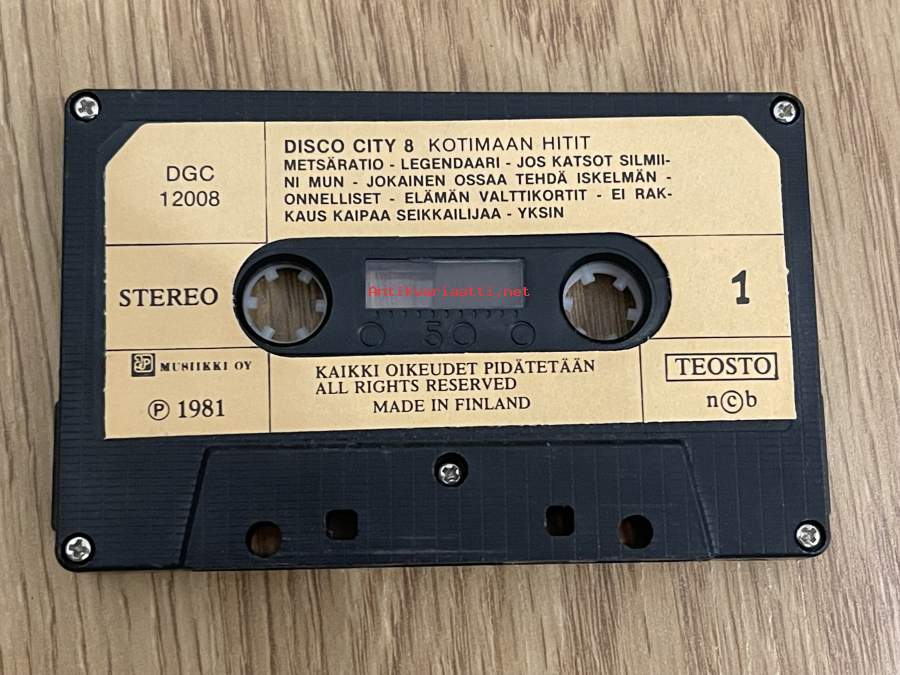 DGC
12008
DISCO CITY 8 KOTIMAAN HITIT
METSÄRATIO - LEGENDAARI - JOS KATSOT SILMII-
NI MUN - JOKAINEN OSSAA TEHDÄ ISKELMÄN -
ONNELLISET - ELÄMÄN VALTTIKORTIT - EI RAK-
KAUS KAIPAA SEIKKAILIJAA - YKSIN
STEREO
Antikvariaatti.net
50
1
MUSIIKKI OY
℗ 1981
KAIKKI OIKEUDET PIDÄTETÄÄN
ALL RIGHTS RESERVED
MADE IN FINLAND
TEOSTO
n©b